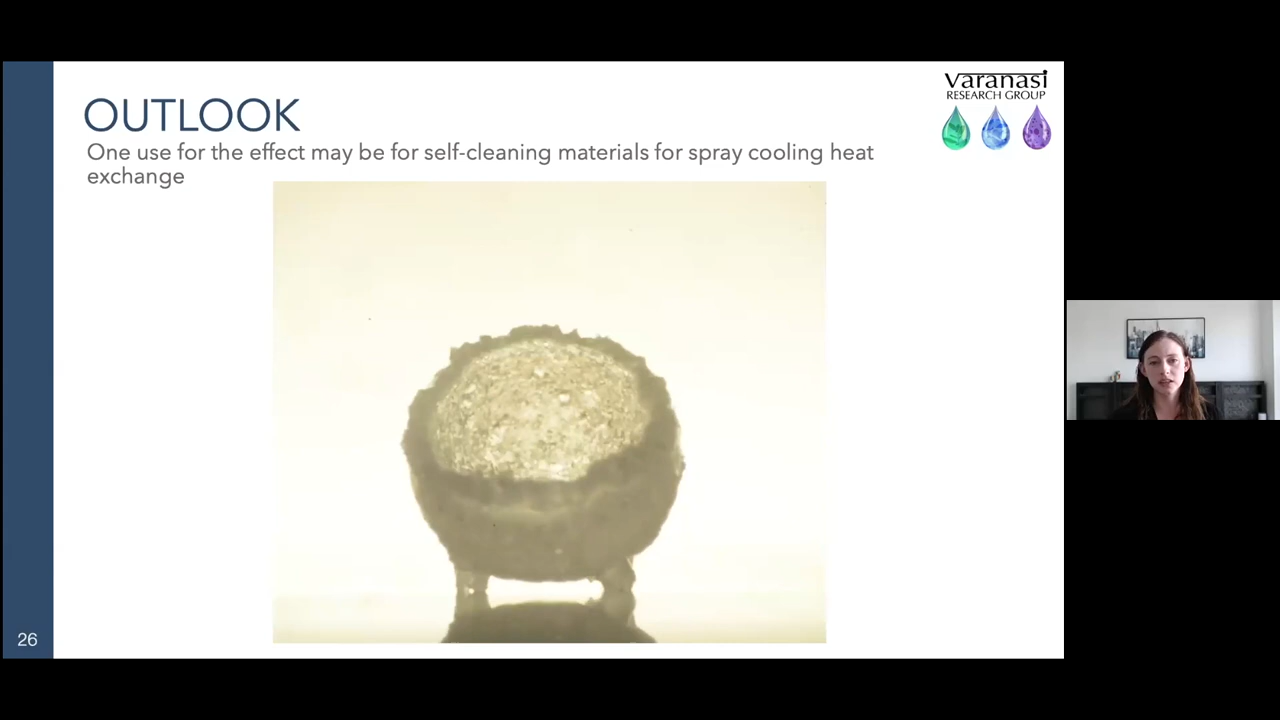 varanasi
RESEARCH GROUP
OUTLOOK
One use for the effect may be for self-cleaning materials for spray cooling heat
exchange
26